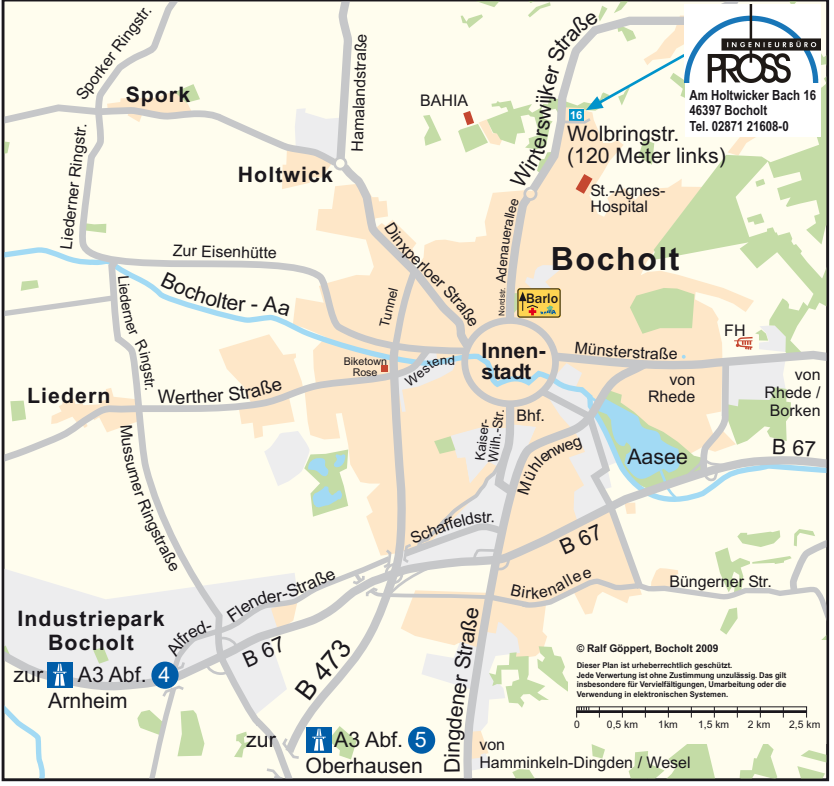 INGENIEURBÜRO
PROSS
Am Holtwicker Bach 16
46397 Bocholt
Tel. 02871 21608-0
Sporker Ringstr.
Spork
Hamalandstraße
BAHIA
Winterswijker Straße
16
Wolbringstr.
(120 Meter links)
Liederner Ringstr.
Holtwick
St.-Agnes-
Hospital
Zur Eisenhütte
Dinxperloer Straße
Adenauerallee
Nordstr.
Bocholt
Bocholter - Aa
Tunnel
Barlo
Liederner Ringstr.
FH
Innen-
stadt
Münsterstraße
Biketown
Rose
Westend
von
Rhede
von
Rhede /
Borken
Liedern
Werther Straße
Kaiser-
Wilh.-Str.
Bhf.
Mühlenweg
Aasee
B 67
Mussumer Ringstraße
Schaffeldstr.
B 67
Birkenallee
Büngerner Str.
Industriepark
Bocholt
Alfred-
Flender-Straße
B 67
B 473
zur A3 Abf. 4
Arnheim
Dingdener Straße
© Ralf Göppert, Bocholt 2009
Dieser Plan ist urheberrechtlich geschützt.
Jede Verwertung ist ohne Zustimmung unzulässig. Das gilt
insbesondere für Vervielfältigungen, Umarbeitung oder die
Verwendung in elektronischen Systemen.
0 0,5 km 1km 1,5 km 2 km 2,5 km
zur A3 Abf. 5
Oberhausen
von
Hamminkeln-Dingden / Wesel